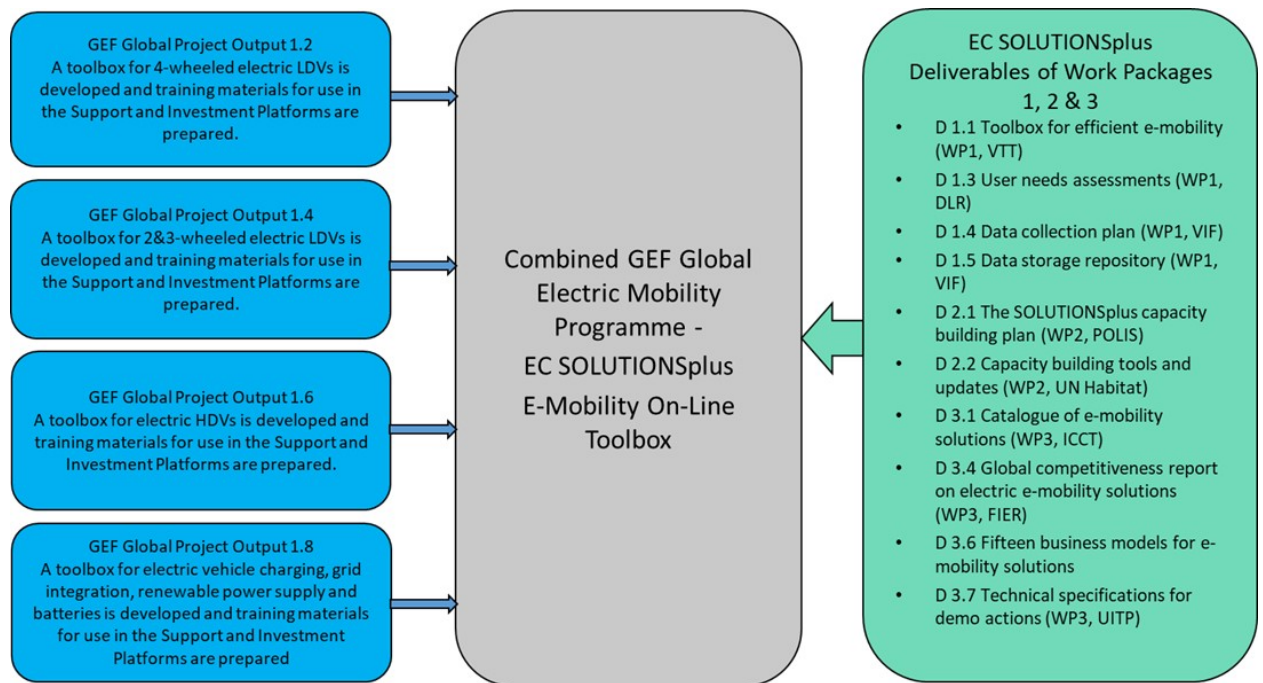 GEF Global Project Output 1.2
A toolbox for 4-wheeled electric LDVs is
developed and training materials for use in
the Support and Investment Platforms are
prepared.
GEF Global Project Output 1.4
A toolbox for 2&3-wheeled electric LDVs is
developed and training materials for use in
the Support and Investment Platforms are
prepared.
GEF Global Project Output 1.6
A toolbox for electric HDVs is developed and
training materials for use in the Support and
Investment Platforms are prepared.
GEF Global Project Output 1.8
A toolbox for electric vehicle charging, grid
integration, renewable power supply and
batteries is developed and training materials
for use in the Support and Investment
Platforms are prepared
Combined GEF Global
Electric Mobility
Programme -
EC SOLUTIONSplus
E-Mobility On-Line
Toolbox
EC SOLUTIONSplus
Deliverables of Work Packages
1, 2 & 3
• D 1.1 Toolbox for efficient e-mobility
(WP1, VTT)
• D 1.3 User needs assessments (WP1,
DLR)
• D 1.4 Data collection plan (WP1, VIF)
• D 1.5 Data storage repository (WP1,
VIF)
• D 2.1 The SOLUTIONSplus capacity
building plan (WP2, POLIS)
• D 2.2 Capacity building tools and
updates (WP2, UN Habitat)
• D 3.1 Catalogue of e-mobility
solutions (WP3, ICCT)
• D 3.4 Global competitiveness report
on electric e-mobility solutions
(WP3, FIER)
• D 3.6 Fifteen business models for e-
mobility solutions
• D 3.7 Technical specifications for
demo actions (WP3, UITP)